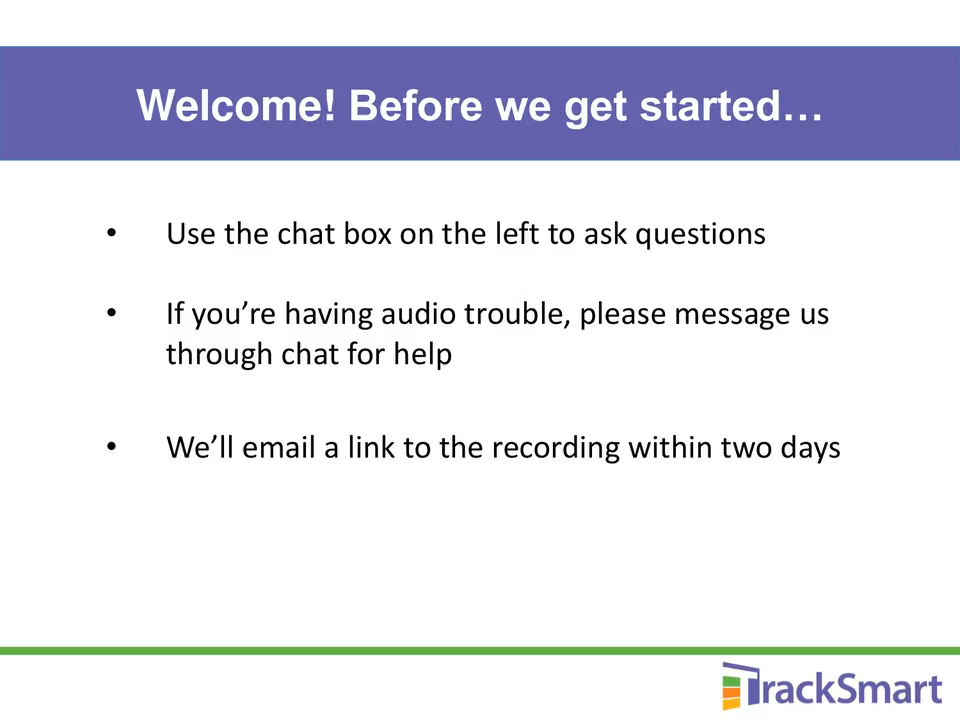 Welcome! Before we get started…
• Use the chat box on the left to ask questions
• If you’re having audio trouble, please message us
through chat for help
• We’ll email a link to the recording within two days
TrackSmart